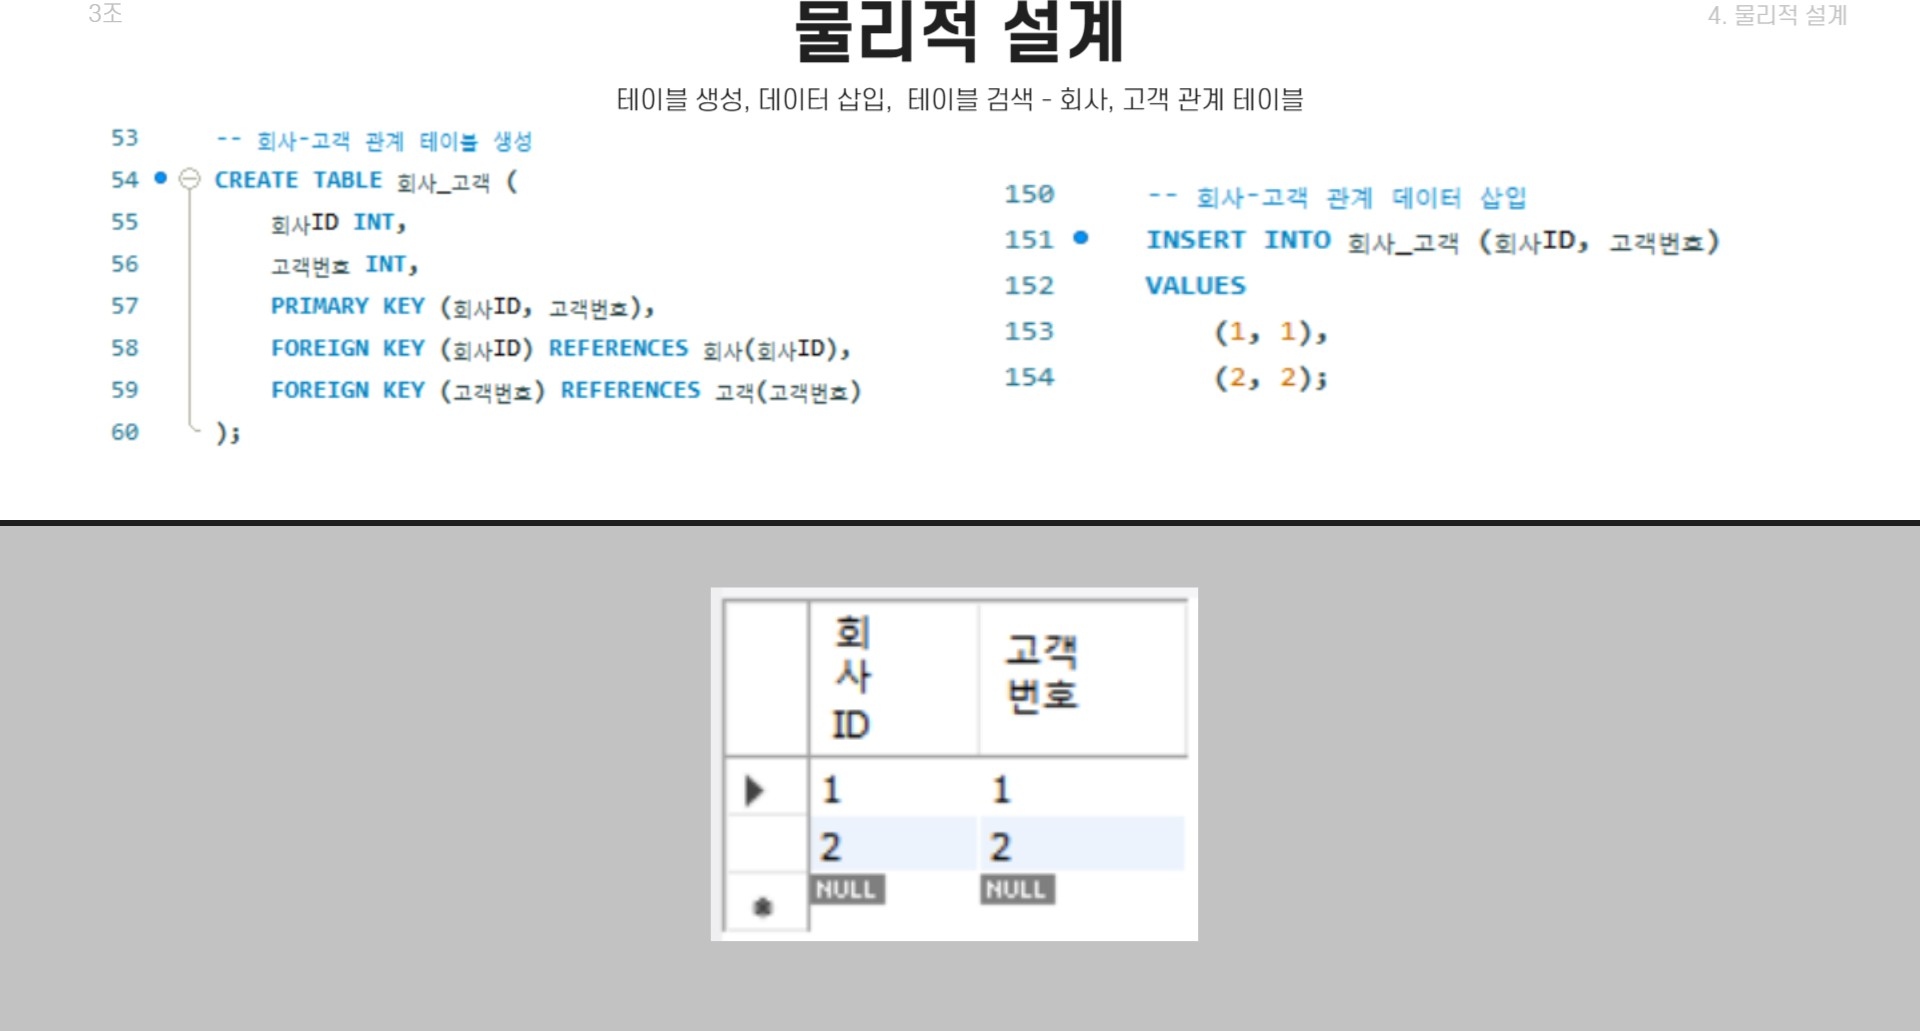 3조
물리적 설계
4. 물리적 설계
테이블 생성, 데이터 삽입, 테이블 검색 - 회사, 고객 관계 테이블
53 -- 회사-고객 관계 테이블 생성
54 CREATE TABLE 회사_고객 (
55 회사ID INT,
56 고객번호 INT,
57 PRIMARY KEY (회사ID, 고객번호),
58 FOREIGN KEY (회사ID) REFERENCES 회사(회사ID),
59 FOREIGN KEY (고객번호) REFERENCES 고객(고객번호)
60 );
150 -- 회사-고객 관계 데이터 삽입
151 INSERT INTO 회사_고객 (회사ID, 고객번호)
152 VALUES
153 (1, 1),
154 (2, 2);
회
사
ID
고객
번호
1 1
2 2
NULL NULL